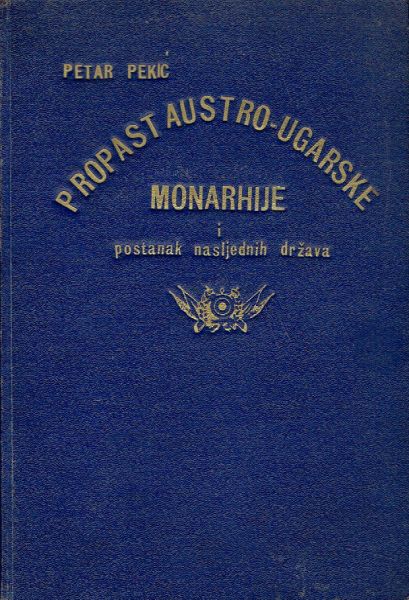 PETAR PEKIĆ
PROPAST AUSTRO-UGARSKE
MONARHIJE
i
postanak nasljednih država